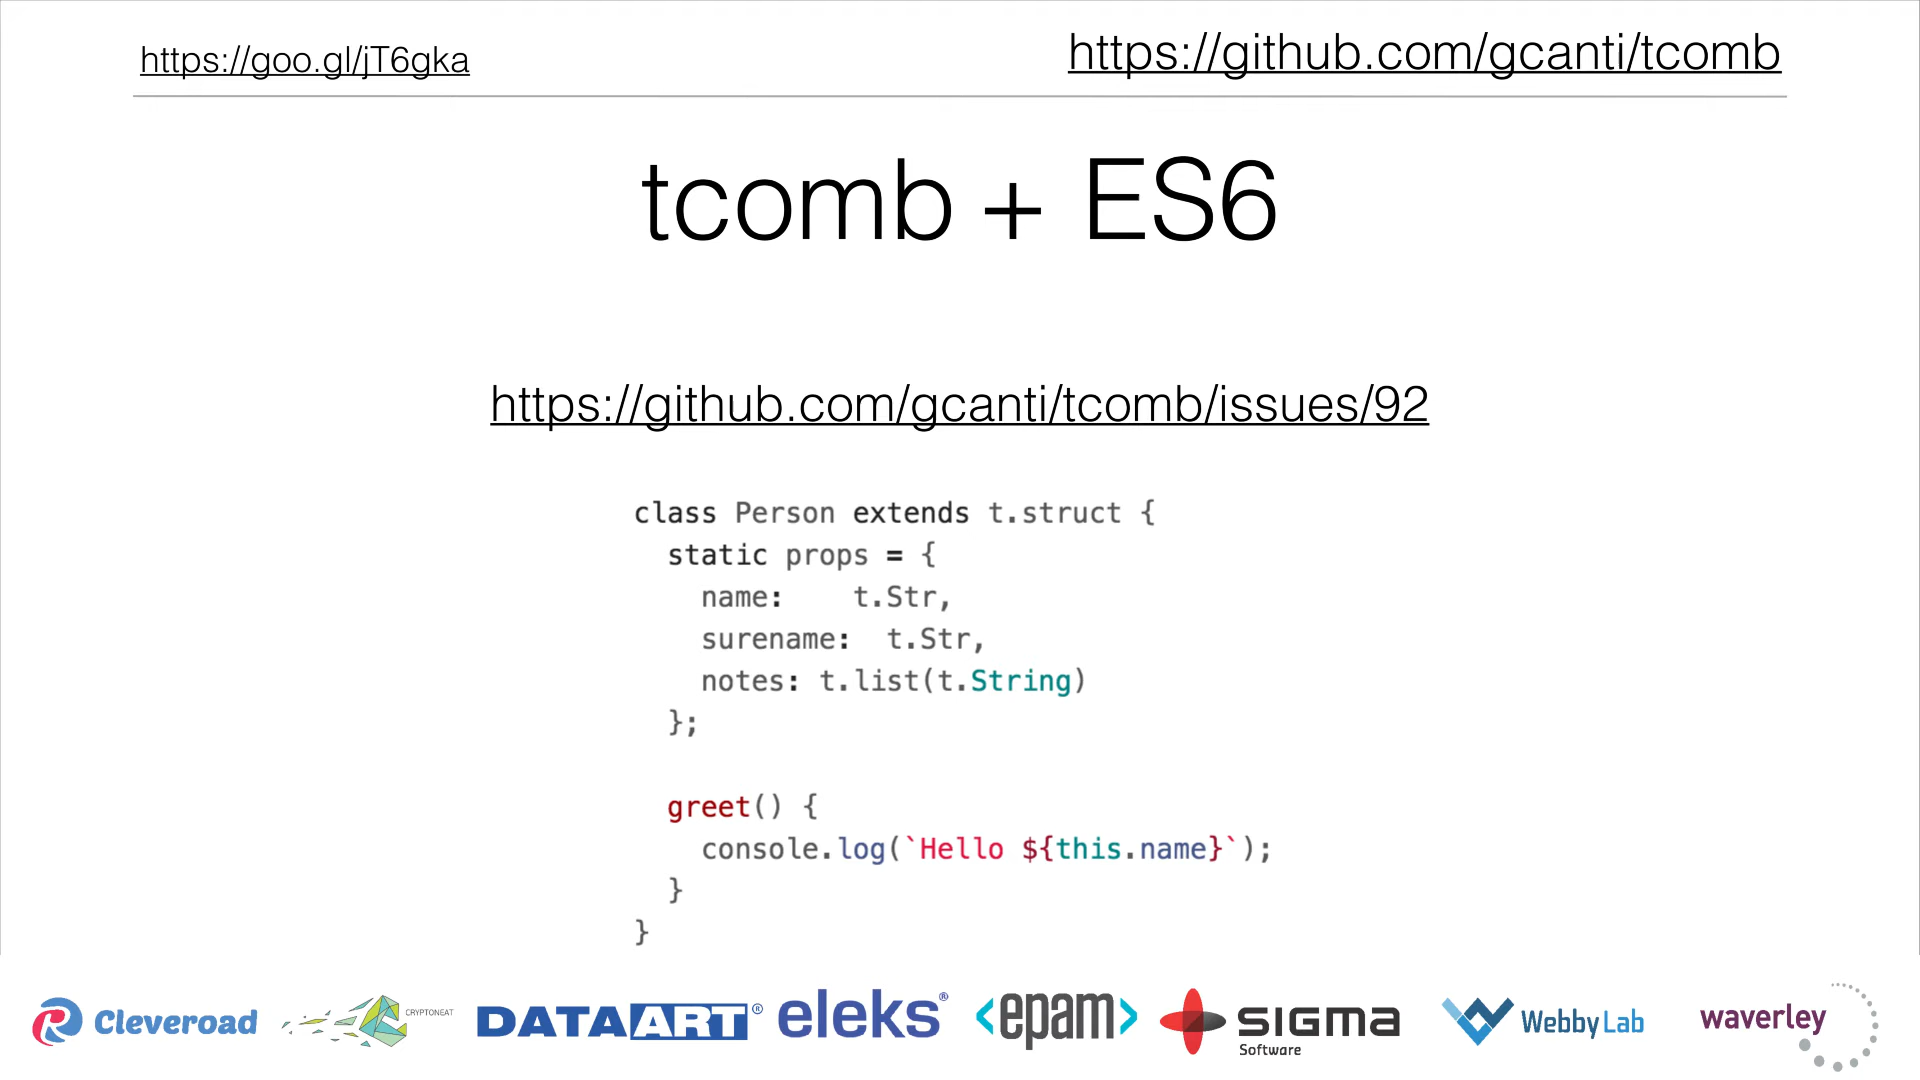 https://goo.gl/jT6gka
https://github.com/gcanti/tcomb
tcomb + ES6
https://github.com/gcanti/tcomb/issues/92
class Person extends t.struct {
  static props = {
    name:    t.Str,
    surename:  t.Str,
    notes: t.list(t.String)
  };

  greet() {
    console.log(`Hello ${this.name}`);
  }
}
Cleveroad
CRYPTONEAT
DATAART®
eleks®
<epam>
SIGMA
Software
WebbyLab
waverley